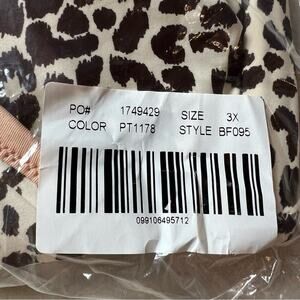 PO# 1749429 SIZE 3X
COLOR PT1178 STYLE BF095
099106495712